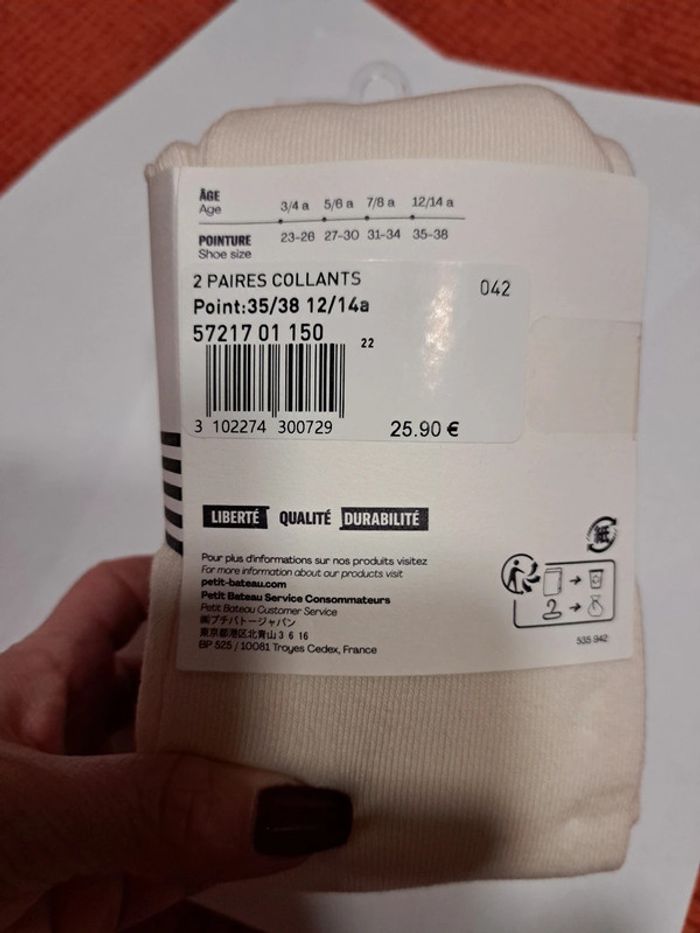 ÂGE
Age
3/4 a 5/6 a 7/8 a 12/14 a
POINTURE
Shoe size
23-26 27-30 31-34 35-38
2 PAIRES COLLANTS
042
Point:35/38 12/14a
57217 01 150
22
3 102274 300729
25.90 €
LIBERTÉ QUALITÉ DURABILITÉ
Pour plus d'informations sur nos produits visitez
For more information about our products visit
petit-bateau.com
Petit Bateau Service Consommateurs
Petit Bateau Customer Service
㈱プチバトージャパン
東京都港区北青山 3 6 16
BP 525 / 10081 Troyes Cedex, France
紙
535 942